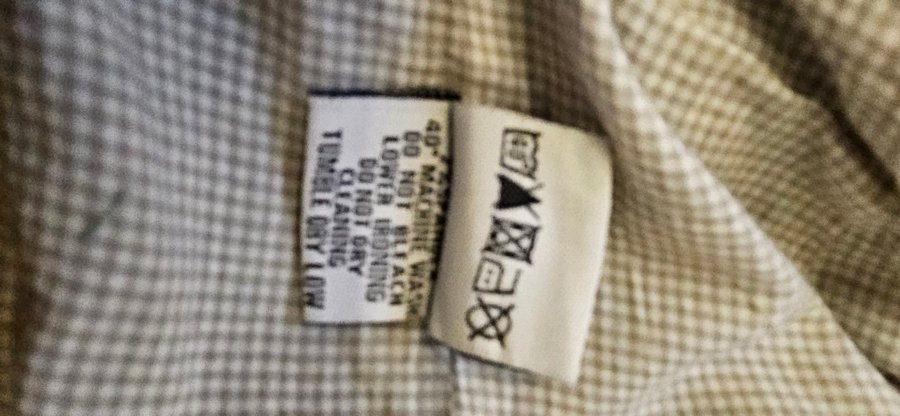 40° MACHINE WASH
DO NOT BLEACH
LOWER IRONING
DO NOT DRY
CLEANING
TUMBLE DRY LOW